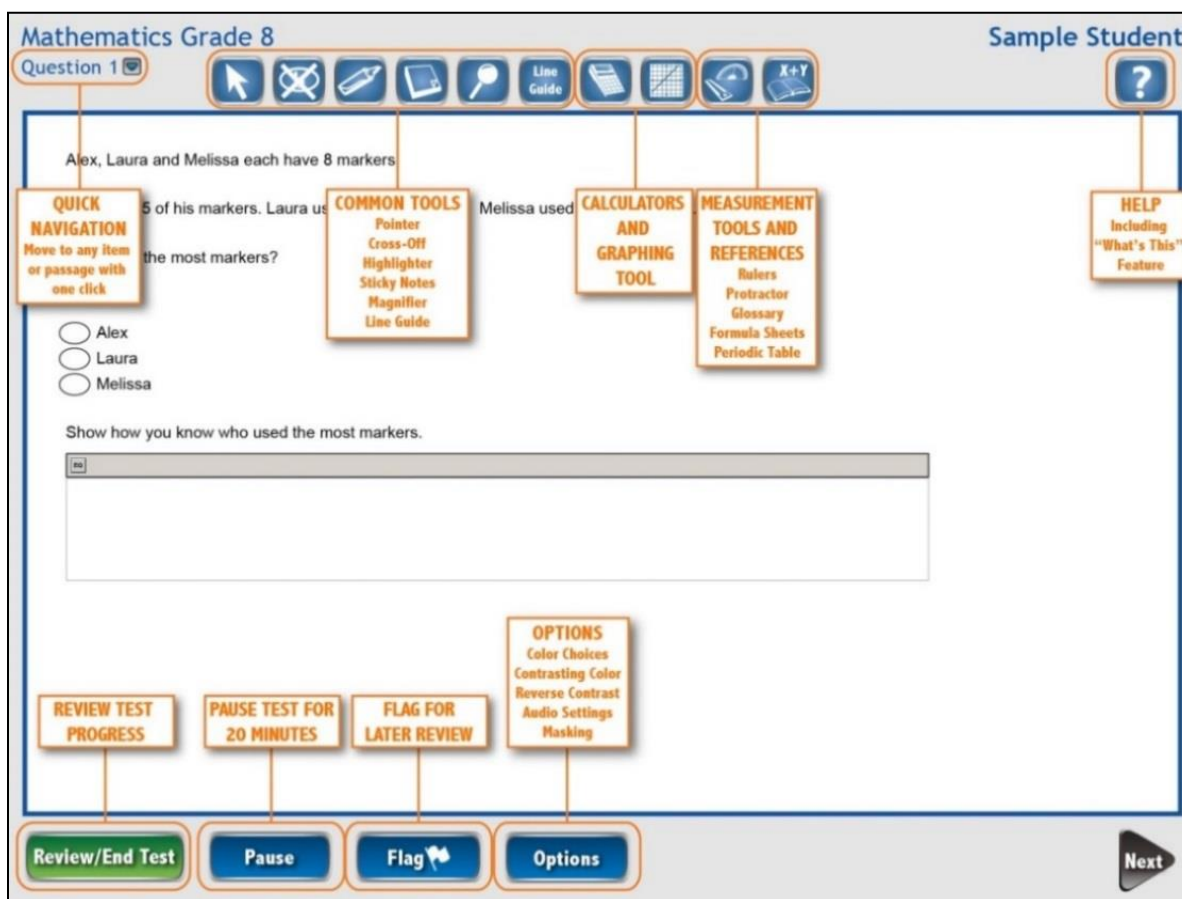 Mathematics Grade 8
Sample Student
Question 1
Line
Guide
X+Y
?
Alex, Laura and Melissa each have 8 markers
5 of his markers. Laura us
Melissa used
the most markers?
QUICK
NAVIGATION
Move to any item
or passage with
one click
COMMON TOOLS
Pointer
Cross-Off
Highlighter
Sticky Notes
Magnifier
Line Guide
CALCULATORS
AND
GRAPHING
TOOL
MEASUREMENT
TOOLS AND
REFERENCES
Rulers
Protractor
Glossary
Formula Sheets
Periodic Table
HELP
Including
"What's This"
Feature
Alex
Laura
Melissa
Show how you know who used the most markers.
REVIEW TEST
PROGRESS
PAUSE TEST FOR
20 MINUTES
FLAG FOR
LATER REVIEW
OPTIONS
Color Choices
Contrasting Color
Reverse Contrast
Audio Settings
Masking
Review/End Test
Pause
Flag
Options
Next